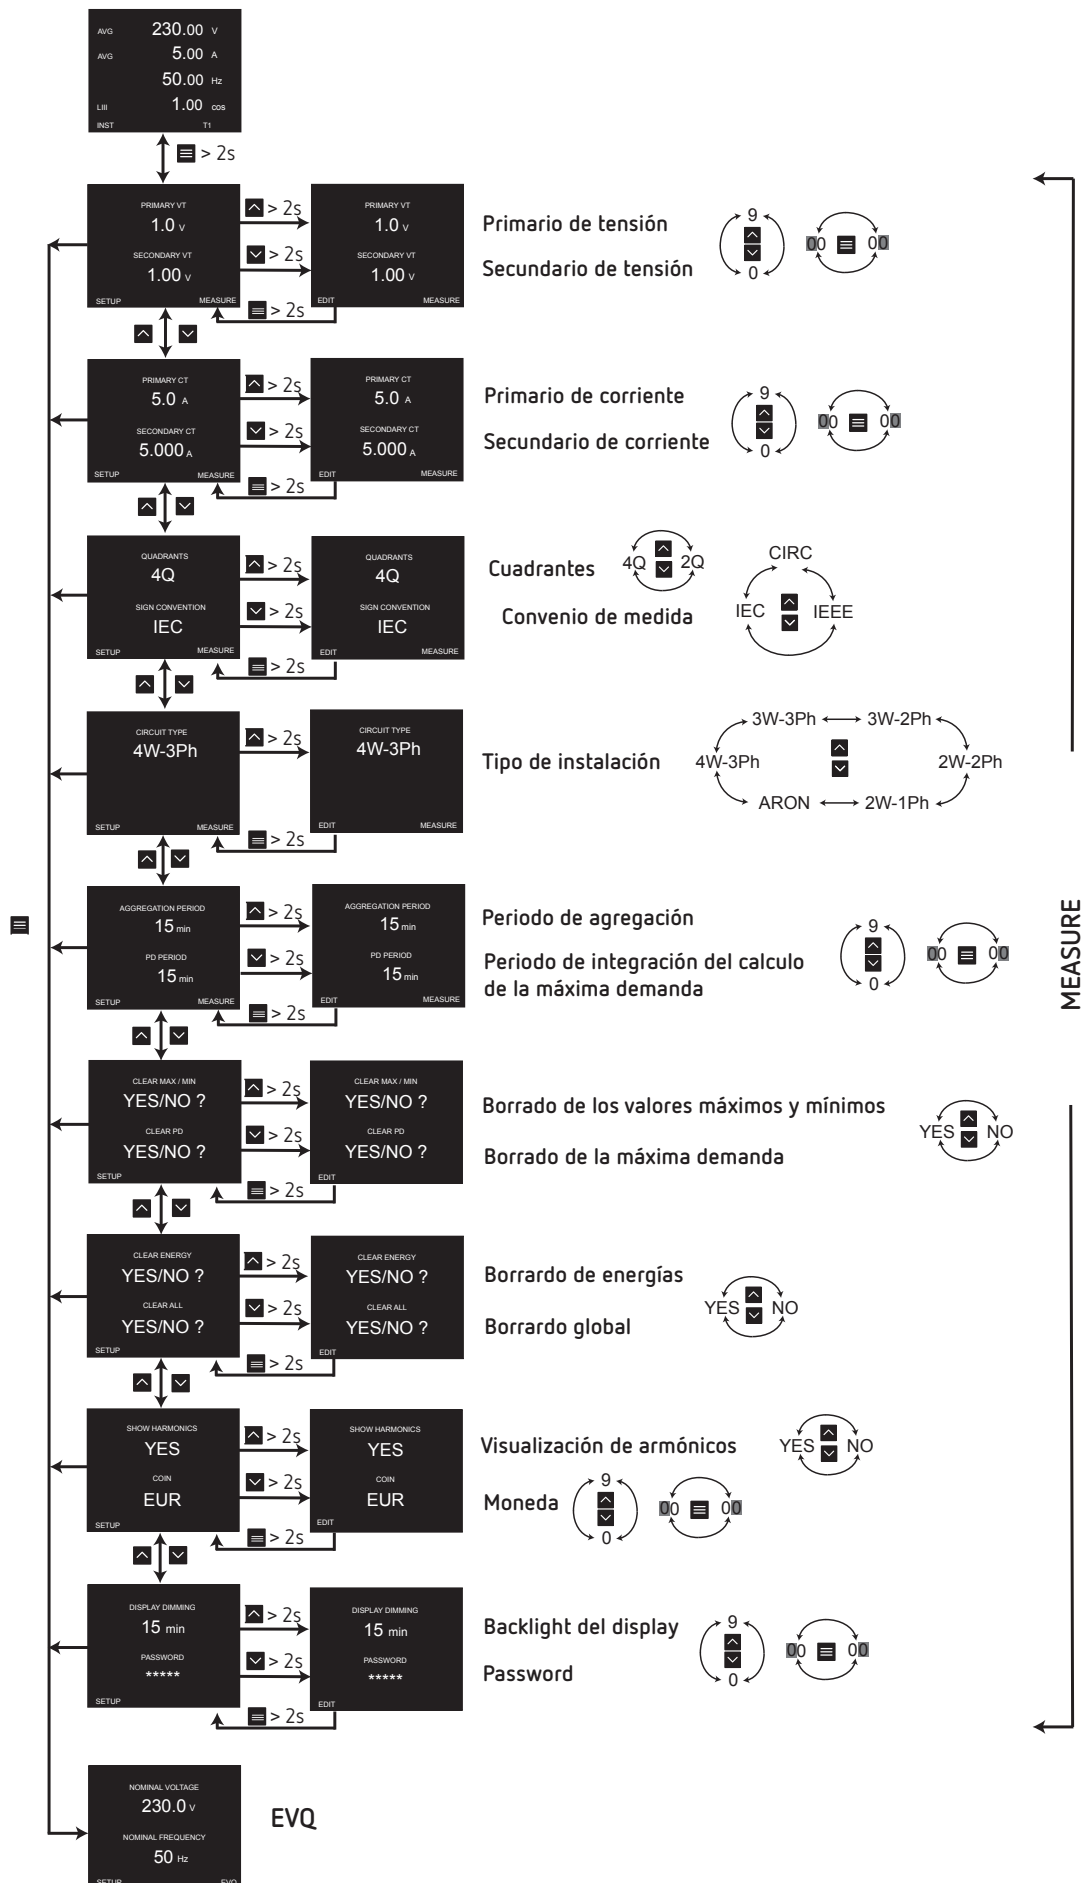 AVG 230.00 V
AVG 5.00 A
50.00 Hz
LIII 1.00 cos
INST T1
> 2s
PRIMARY VT
1.0 V
SECONDARY VT
1.00 V
SETUP MEASURE
> 2s
> 2s
> 2s
PRIMARY VT
1.0 V
SECONDARY VT
1.00 V
EDIT MEASURE
Primario de tensión
Secundario de tensión
9
0
00 00
PRIMARY CT
5.0 A
SECONDARY CT
5.000 A
SETUP MEASURE
> 2s
> 2s
> 2s
PRIMARY CT
5.0 A
SECONDARY CT
5.000 A
EDIT MEASURE
Primario de corriente
Secundario de corriente
9
0
00 00
QUADRANTS
4Q
SIGN CONVENTION
IEC
SETUP MEASURE
> 2s
> 2s
> 2s
QUADRANTS
4Q
SIGN CONVENTION
IEC
EDIT MEASURE
Cuadrantes
4Q 2Q
Convenio de medida
CIRC
IEC IEEE
CIRCUIT TYPE
4W-3Ph
SETUP MEASURE
> 2s
> 2s
CIRCUIT TYPE
4W-3Ph
EDIT MEASURE
Tipo de instalación
3W-3Ph 3W-2Ph
4W-3Ph 2W-2Ph
ARON 2W-1Ph
AGGREGATION PERIOD
15 min
PD PERIOD
15 min
SETUP MEASURE
> 2s
> 2s
> 2s
AGGREGATION PERIOD
15 min
PD PERIOD
15 min
EDIT MEASURE
Periodo de agregación
Periodo de integración del calculo
de la máxima demanda
9
0
00 00
MEASURE
CLEAR MAX / MIN
YES/NO ?
CLEAR PD
YES/NO ?
SETUP
> 2s
> 2s
> 2s
CLEAR MAX / MIN
YES/NO ?
CLEAR PD
YES/NO ?
EDIT
Borrado de los valores máximos y mínimos
Borrado de la máxima demanda
YES NO
CLEAR ENERGY
YES/NO ?
CLEAR ALL
YES/NO ?
SETUP
> 2s
> 2s
> 2s
CLEAR ENERGY
YES/NO ?
CLEAR ALL
YES/NO ?
EDIT
Borrardo de energías
Borrardo global
YES NO
SHOW HARMONICS
YES
COIN
EUR
SETUP
> 2s
> 2s
> 2s
SHOW HARMONICS
YES
COIN
EUR
EDIT
Visualización de armónicos
YES NO
Moneda
9
0
00 00
DISPLAY DIMMING
15 min
PASSWORD
*****
SETUP
> 2s
> 2s
> 2s
DISPLAY DIMMING
15 min
PASSWORD
*****
EDIT
Backlight del display
Password
9
0
00 00
NOMINAL VOLTAGE
230.0 V
NOMINAL FREQUENCY
50 Hz
SETUP EVQ
EVQ